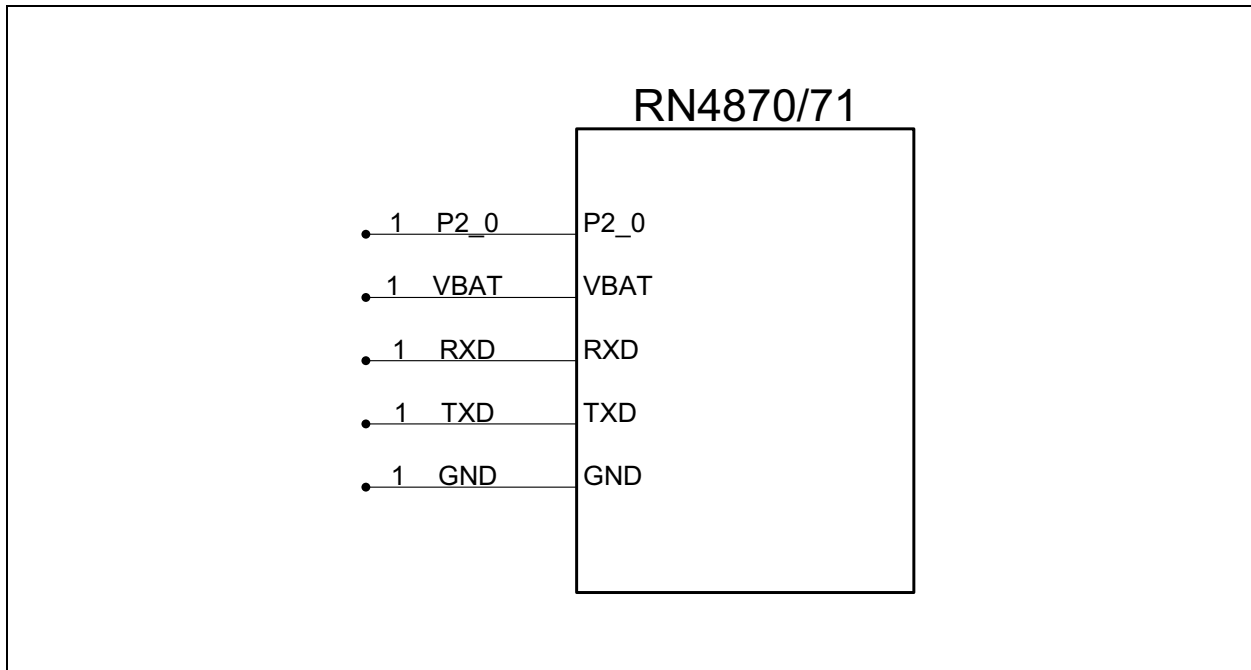 RN4870/71
1 P2_0 P2_0
1 VBAT VBAT
1 RXD RXD
1 TXD TXD
1 GND GND